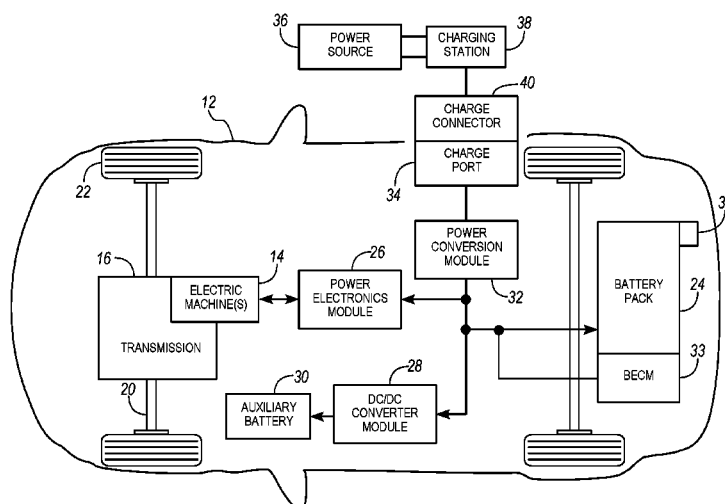 36
POWER
SOURCE
CHARGING
STATION
38
40
CHARGE
CONNECTOR
12
22
CHARGE
PORT
34
POWER
CONVERSION
MODULE
32
16
14
26
ELECTRIC
MACHINE(S)
POWER
ELECTRONICS
MODULE
BATTERY
PACK
24
TRANSMISSION
20
30
28
AUXILIARY
BATTERY
DC/DC
CONVERTER
MODULE
BECM
33